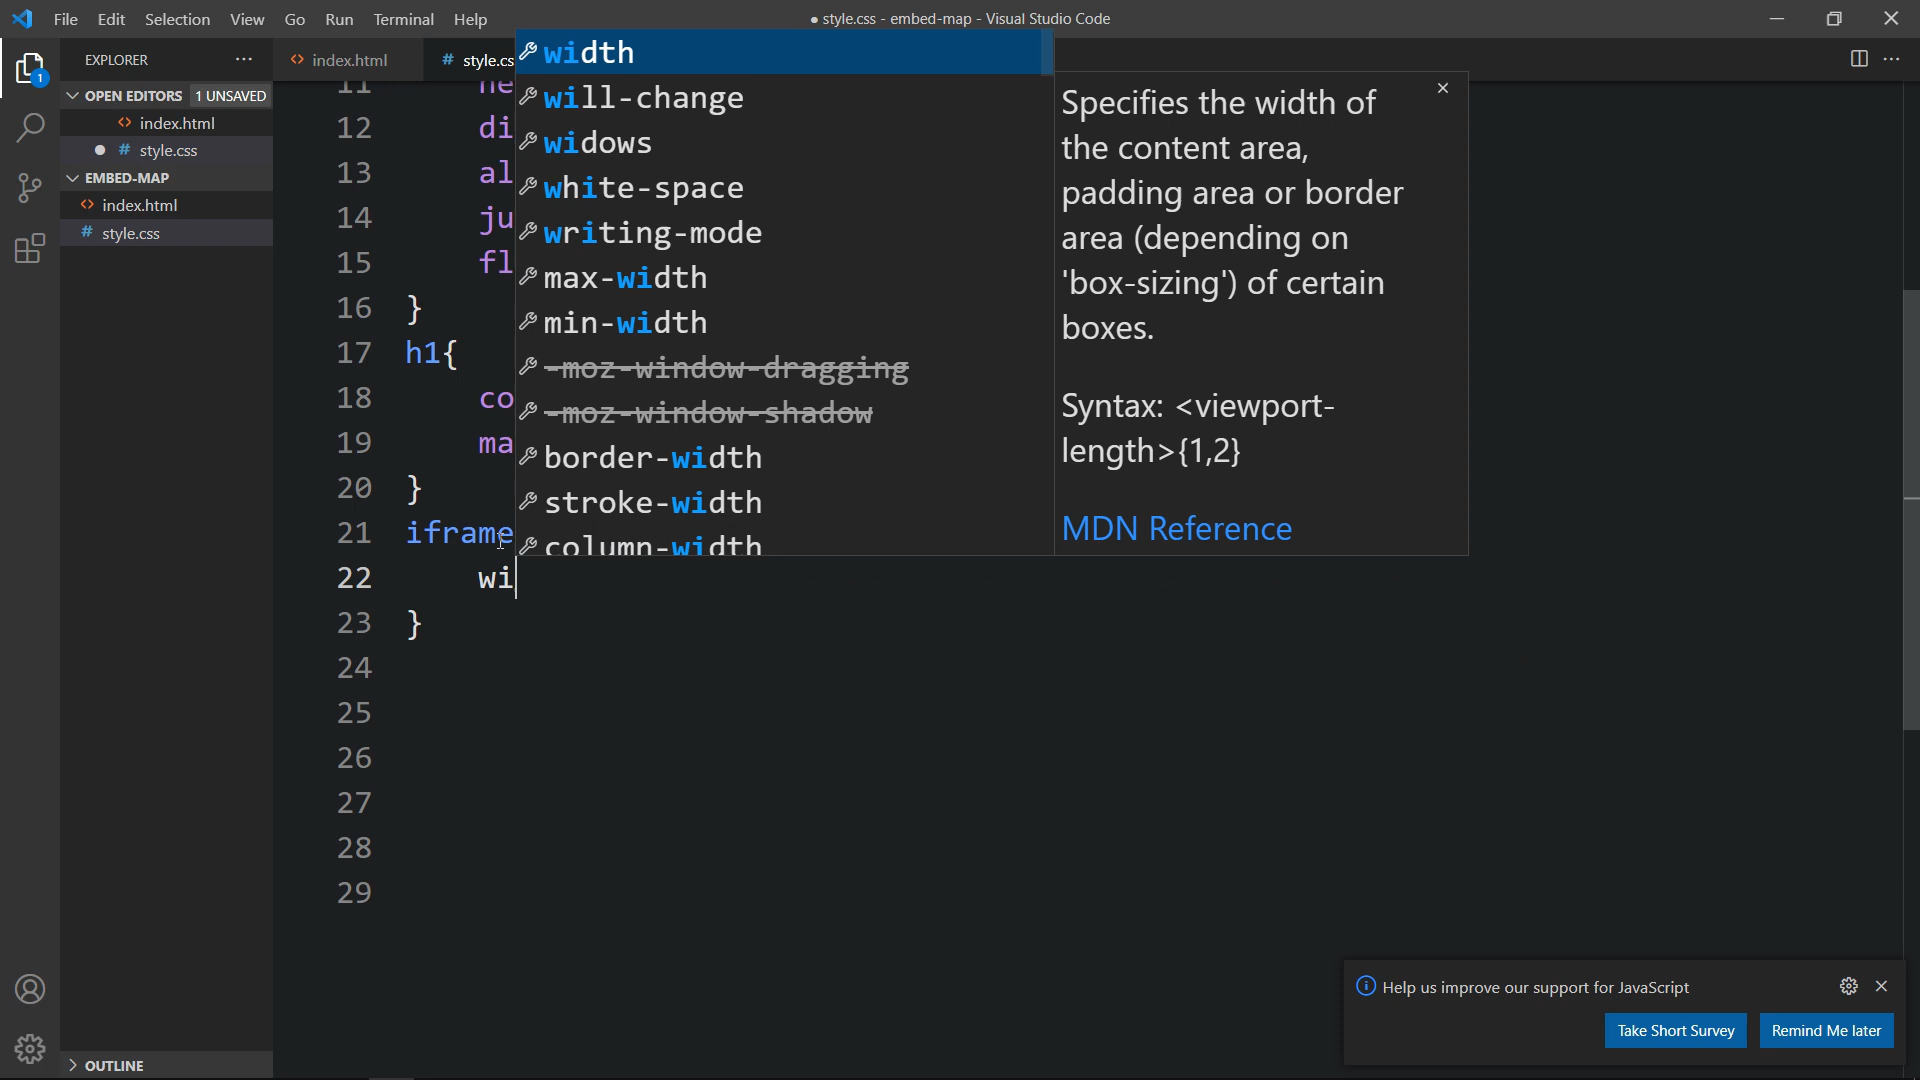 File Edit Selection View Go Run Terminal Help
● style.css - embed-map - Visual Studio Code
EXPLORER ···
1
OPEN EDITORS 1 UNSAVED
<> index.html
● # style.css
EMBED-MAP
<> index.html
# style.css
OUTLINE
<> index.html
# style.cs
11 he
12 di
13 al
14 ju
15 fl
16 }
17 h1{
18 co
19 ma
20 }
21 iframe
22 wi
23 }
24
25
26
27
28
29
width
will-change
widows
white-space
writing-mode
max-width
min-width
-moz-window-dragging
-moz-window-shadow
border-width
stroke-width
column-width
Specifies the width of
the content area,
padding area or border
area (depending on
'box-sizing') of certain
boxes.
Syntax: <viewport-
length>{1,2}
MDN Reference
Help us improve our support for JavaScript
Take Short Survey
Remind Me later